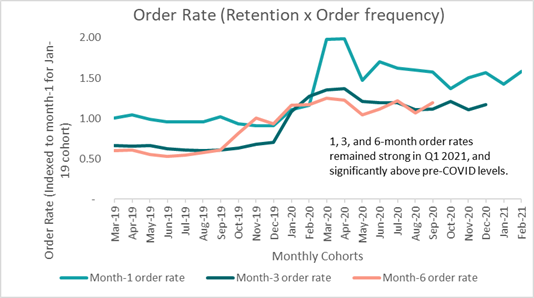 Order Rate (Retention x Order frequency)
Order Rate (Indexed to month-1 for Jan-
19 cohort)
2.00
1.50
1.00
0.50
-
1, 3, and 6-month order rates
remained strong in Q1 2021, and
significantly above pre-COVID levels.
Mar-19
Apr-19
May-19
Jun-19
Jul-19
Aug-19
Sep-19
Oct-19
Nov-19
Dec-19
Jan-20
Feb-20
Mar-20
Apr-20
May-20
Jun-20
Jul-20
Aug-20
Sep-20
Oct-20
Nov-20
Dec-20
Jan-21
Feb-21
Monthly Cohorts
Month-1 order rate
Month-3 order rate
Month-6 order rate